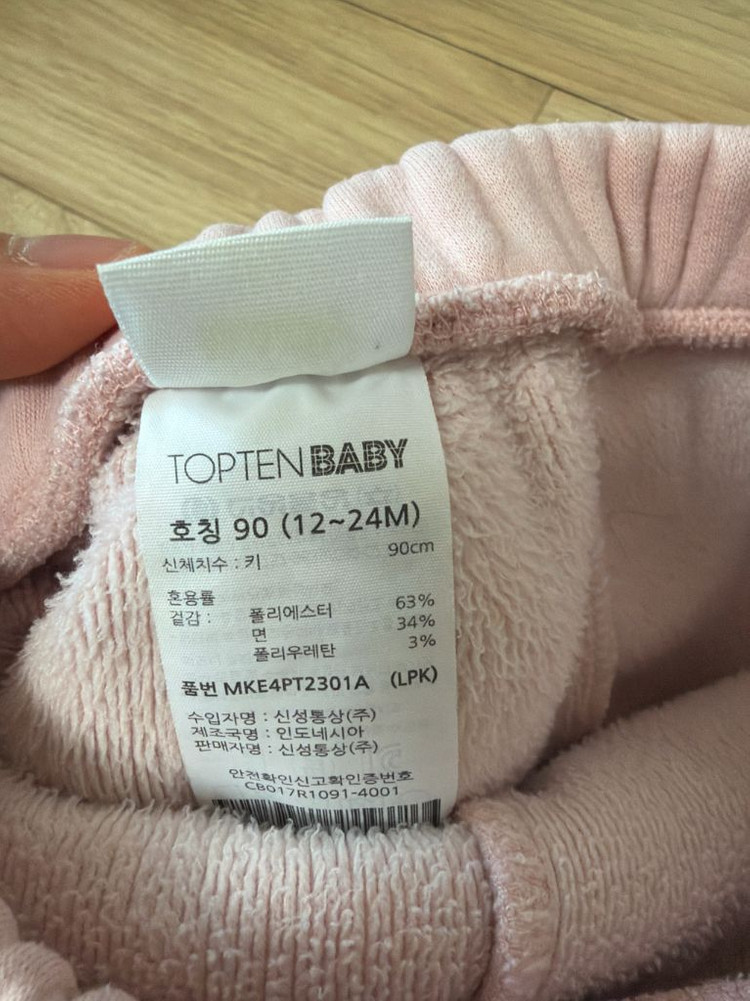 TOPTEN BABY
호칭 90 (12~24M)
신체치수 : 키 90cm
혼용률
겉감 : 폴리에스터 63%
면 34%
폴리우레탄 3%
품번 MKE4PT2301A (LPK)
수입자명 : 신성통상(주)
제조국명 : 인도네시아
판매자명 : 신성통상(주)
안전확인신고확인증번호
CB017R1091-4001